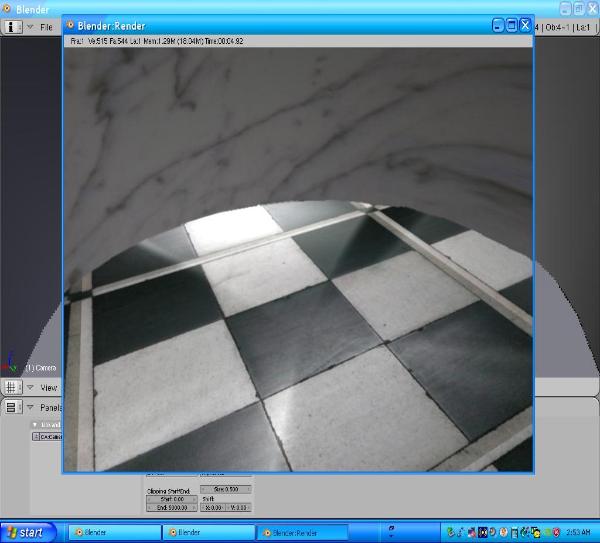 Blender
File
4 | Ob:4-1 | La:1
Blender:Render
Fra:1 Ve:515 Fa:544 La:1 Mem:1.29M (18.04M) Time:00:04.92
(1) Camera
View
Panels
Clipping Start/End:
Size: 0.500
Start: 0.00
Shift
End: 5000.00
X: 0.00
Y: 0.00
start
Blender
Blender
Blender:Render
2:53 AM